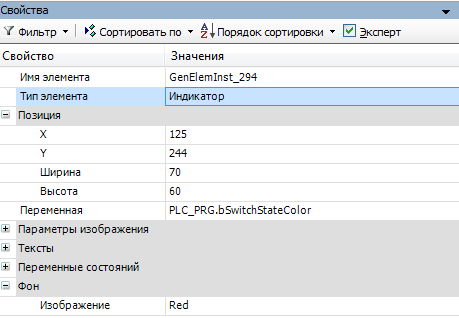 Свойства
Фильтр Сортировать по Порядок сортировки Эксперт
Свойство Значения
Имя элемента GenElemInst_294
Тип элемента Индикатор
Позиция
X 125
Y 244
Ширина 70
Высота 60
Переменная PLC_PRG.bSwitchStateColor
Параметры изображения
Тексты
Переменные состояний
Фон
Изображение Red